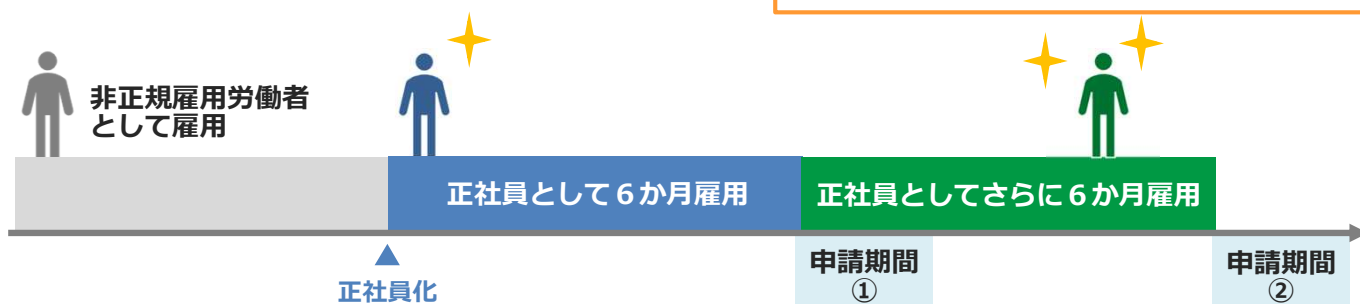 非正規雇用労働者
として雇用
正社員として６か月雇用
正社員としてさらに６か月雇用
正社員化
申請期間
①
申請期間
②